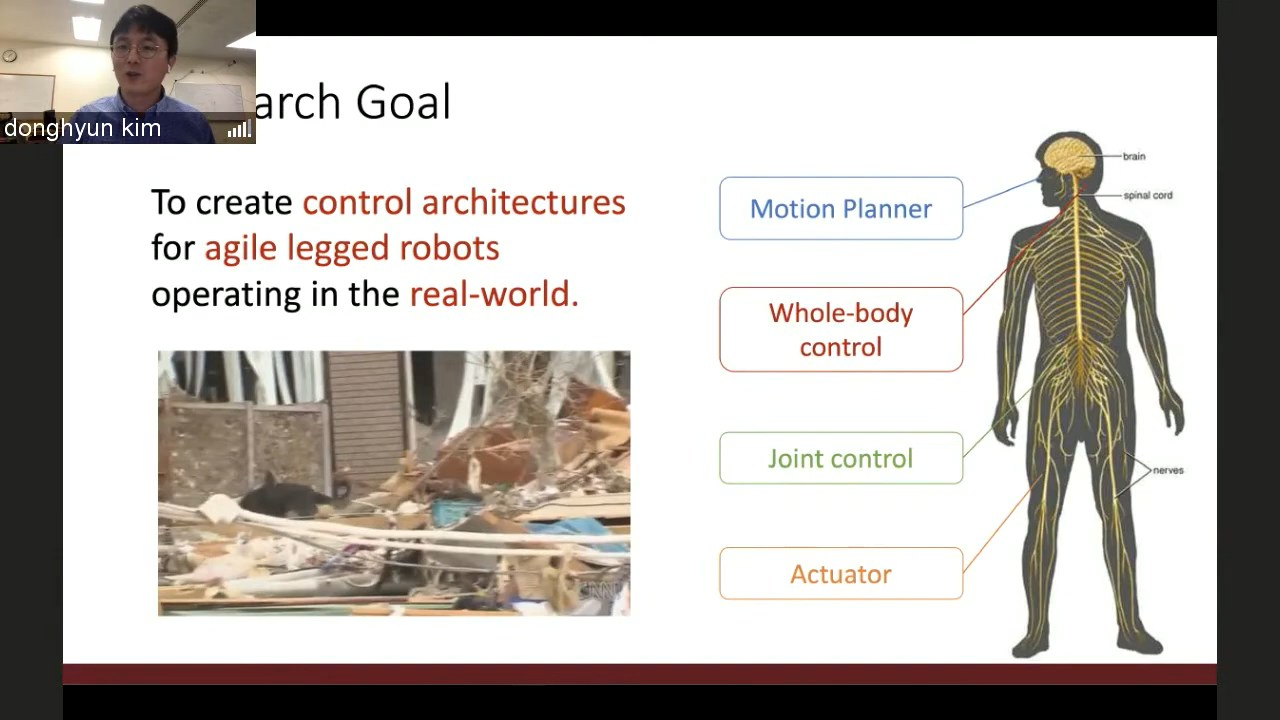 arch Goal
donghyun kim
To create control architectures
for agile legged robots
operating in the real-world.
Motion Planner
Whole-body
control
Joint control
Actuator
brain
spinal cord
nerves